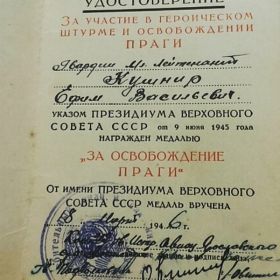 УДОСТОВЕРЕНИЕ
ЗА УЧАСТИЕ В ГЕРОИЧЕСКОМ
ШТУРМЕ И ОСВОБОЖДЕНИИ
ПРАГИ
Гвардии Мл. Лейтенант
Кушнир
Ефим Васильевич
УКАЗОМ ПРЕЗИДИУМА ВЕРХОВНОГО
СОВЕТА СССР от 9 июня 1945 года
НАГРАЖДЕН МЕДАЛЬЮ
„ЗА ОСВОБОЖДЕНИЕ
ПРАГИ"
От имени ПРЕЗИДИУМА ВЕРХОВНОГО
СОВЕТА СССР МЕДАЛЬ ВРУЧЕНА
8 194 6 г.